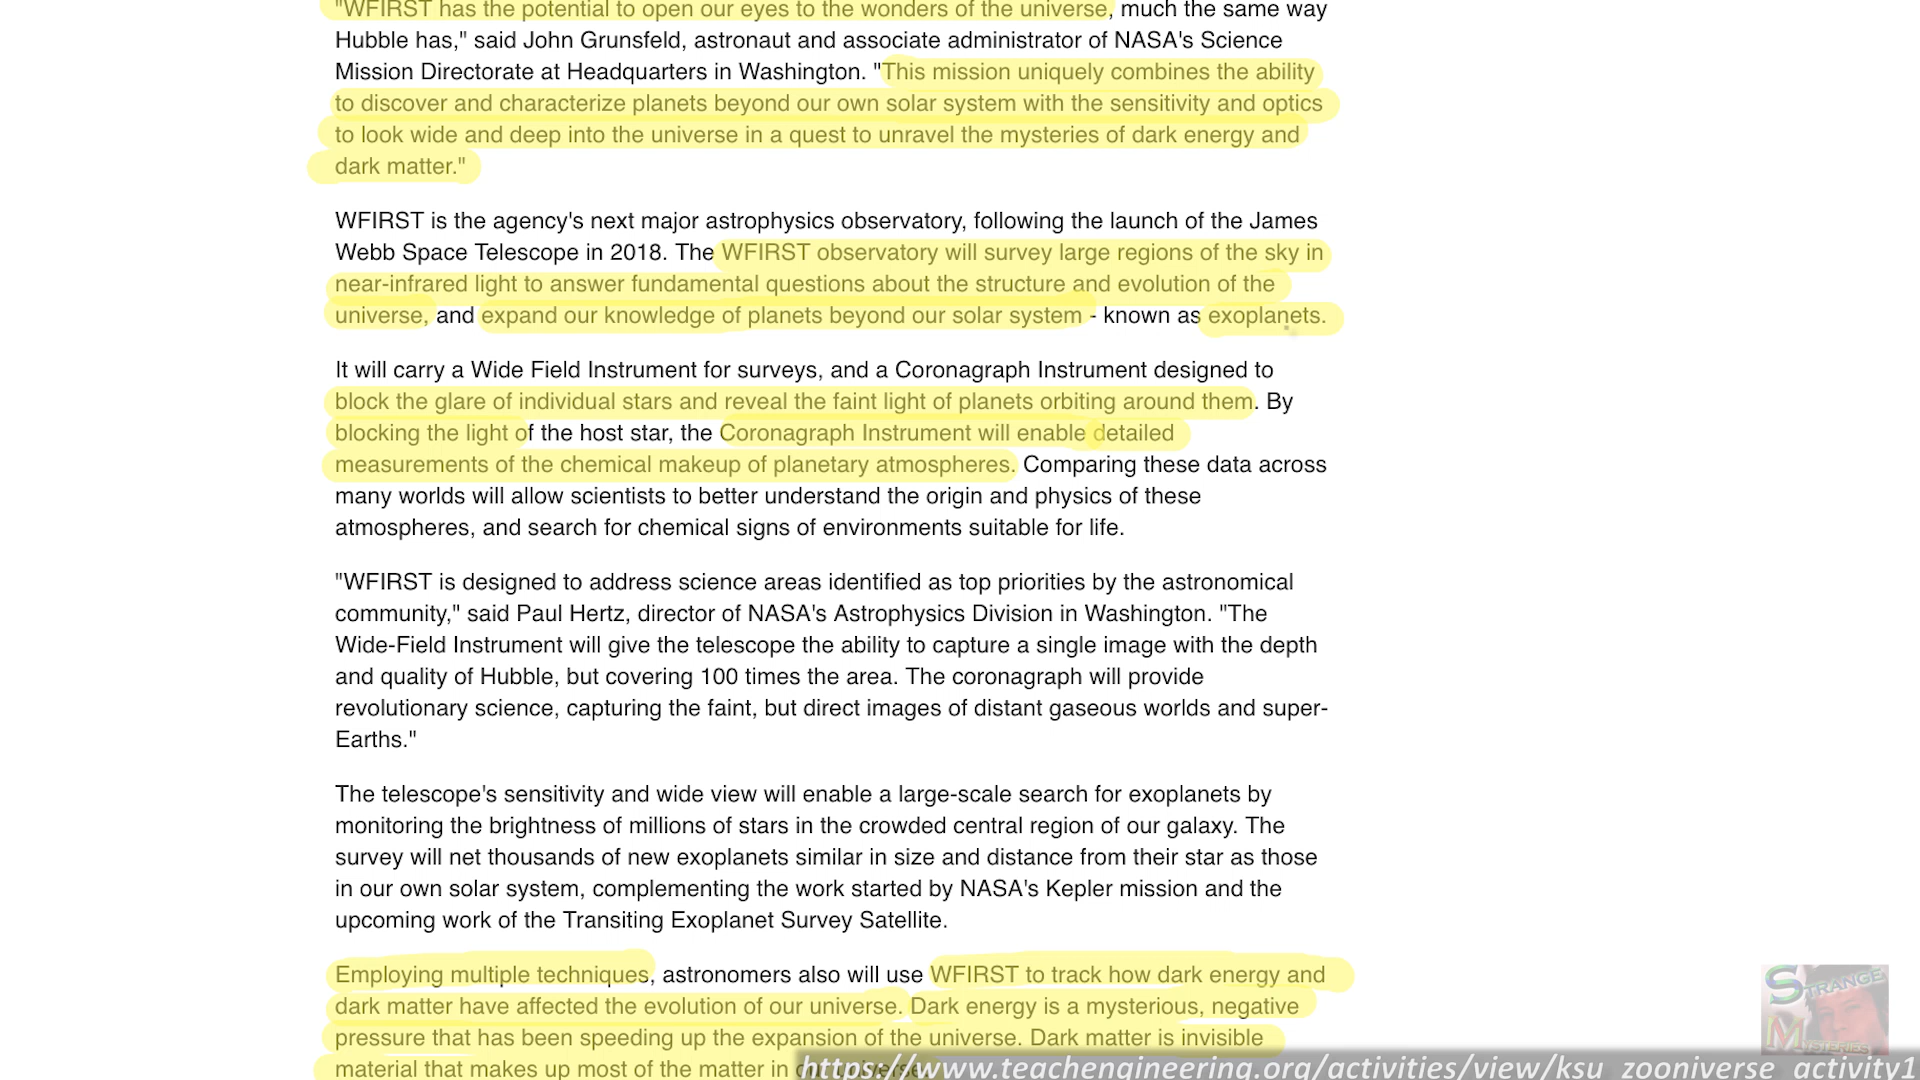 "WFIRST has the potential to open our eyes to the wonders of the universe, much the same way
Hubble has," said John Grunsfeld, astronaut and associate administrator of NASA's Science
Mission Directorate at Headquarters in Washington. "This mission uniquely combines the ability
to discover and characterize planets beyond our own solar system with the sensitivity and optics
to look wide and deep into the universe in a quest to unravel the mysteries of dark energy and
dark matter."
WFIRST is the agency's next major astrophysics observatory, following the launch of the James
Webb Space Telescope in 2018. The WFIRST observatory will survey large regions of the sky in
near-infrared light to answer fundamental questions about the structure and evolution of the
universe, and expand our knowledge of planets beyond our solar system - known as exoplanets.
It will carry a Wide Field Instrument for surveys, and a Coronagraph Instrument designed to
block the glare of individual stars and reveal the faint light of planets orbiting around them. By
blocking the light of the host star, the Coronagraph Instrument will enable detailed
measurements of the chemical makeup of planetary atmospheres. Comparing these data across
many worlds will allow scientists to better understand the origin and physics of these
atmospheres, and search for chemical signs of environments suitable for life.
"WFIRST is designed to address science areas identified as top priorities by the astronomical
community," said Paul Hertz, director of NASA's Astrophysics Division in Washington. "The
Wide-Field Instrument will give the telescope the ability to capture a single image with the depth
and quality of Hubble, but covering 100 times the area. The coronagraph will provide
revolutionary science, capturing the faint, but direct images of distant gaseous worlds and super-
Earths."
The telescope's sensitivity and wide view will enable a large-scale search for exoplanets by
monitoring the brightness of millions of stars in the crowded central region of our galaxy. The
survey will net thousands of new exoplanets similar in size and distance from their star as those
in our own solar system, complementing the work started by NASA's Kepler mission and the
upcoming work of the Transiting Exoplanet Survey Satellite.
Employing multiple techniques, astronomers also will use WFIRST to track how dark energy and
dark matter have affected the evolution of our universe. Dark energy is a mysterious, negative
pressure that has been speeding up the expansion of the universe. Dark matter is invisible
material that makes up most of the matter in
https://www.teachengineering.org/activities/view/ksu_zooniverse_activity1
STRANGE
MYSTERIES